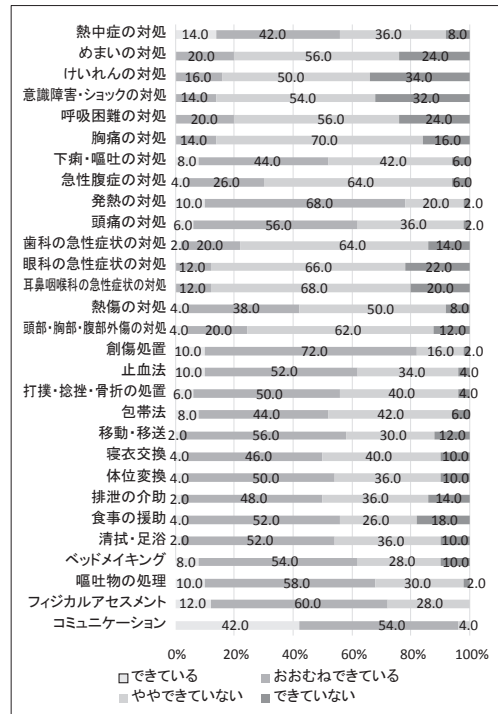 熱中症の対処 14.0 42.0 36.0 8.0
めまいの対処 20.0 56.0 24.0
けいれんの対処 16.0 50.0 34.0
意識障害・ショックの対処 14.0 54.0 32.0
呼吸困難の対処 20.0 56.0 24.0
胸痛の対処 14.0 70.0 16.0
下痢・嘔吐の対処 8.0 44.0 42.0 6.0
急性腹症の対処 4.0 26.0 64.0 6.0
発熱の対処 10.0 68.0 20.0 2.0
頭痛の対処 6.0 56.0 36.0 2.0
歯科の急性症状の対処 2.0 20.0 64.0 14.0
眼科の急性症状の対処 12.0 66.0 22.0
耳鼻咽喉科の急性症状の対処 12.0 68.0 20.0
熱傷の対処 4.0 38.0 50.0 8.0
頭部・胸部・腹部外傷の対処 4.0 20.0 62.0 12.0
創傷処置 10.0 72.0 16.0 2.0
止血法 10.0 52.0 34.0 4.0
打撲・捻挫・骨折の処置 6.0 50.0 40.0 4.0
包帯法 8.0 44.0 42.0 6.0
移動・移送 2.0 56.0 30.0 12.0
寝衣交換 4.0 46.0 40.0 10.0
体位変換 4.0 50.0 36.0 10.0
排泄の介助 2.0 48.0 36.0 14.0
食事の援助 4.0 52.0 26.0 18.0
清拭・足浴 2.0 52.0 36.0 10.0
ベッドメイキング 8.0 54.0 28.0 10.0
嘔吐物の処理 10.0 58.0 30.0 2.0
フィジカルアセスメント 12.0 60.0 28.0
コミュニケーション 42.0 54.0 4.0
0% 20% 40% 60% 80% 100%
できている おおむねできている
ややできていない できていない